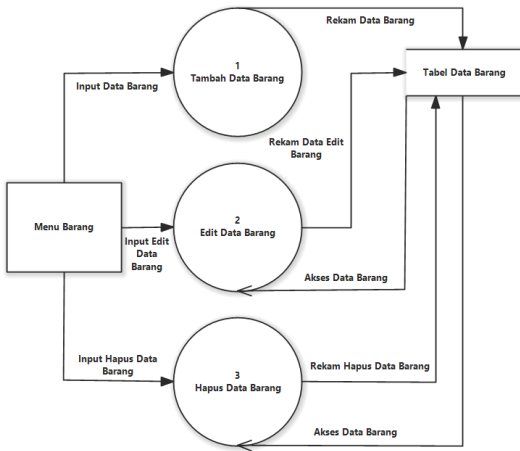 Rekam Data Barang
1
Tambah Data Barang
Tabel Data Barang
Input Data Barang
Rekam Data Edit
Barang
2
Edit Data Barang
Menu Barang
Input Edit
Data
Barang
Akses Data Barang
Input Hapus Data
Barang
3
Hapus Data Barang
Rekam Hapus Data Barang
Akses Data Barang